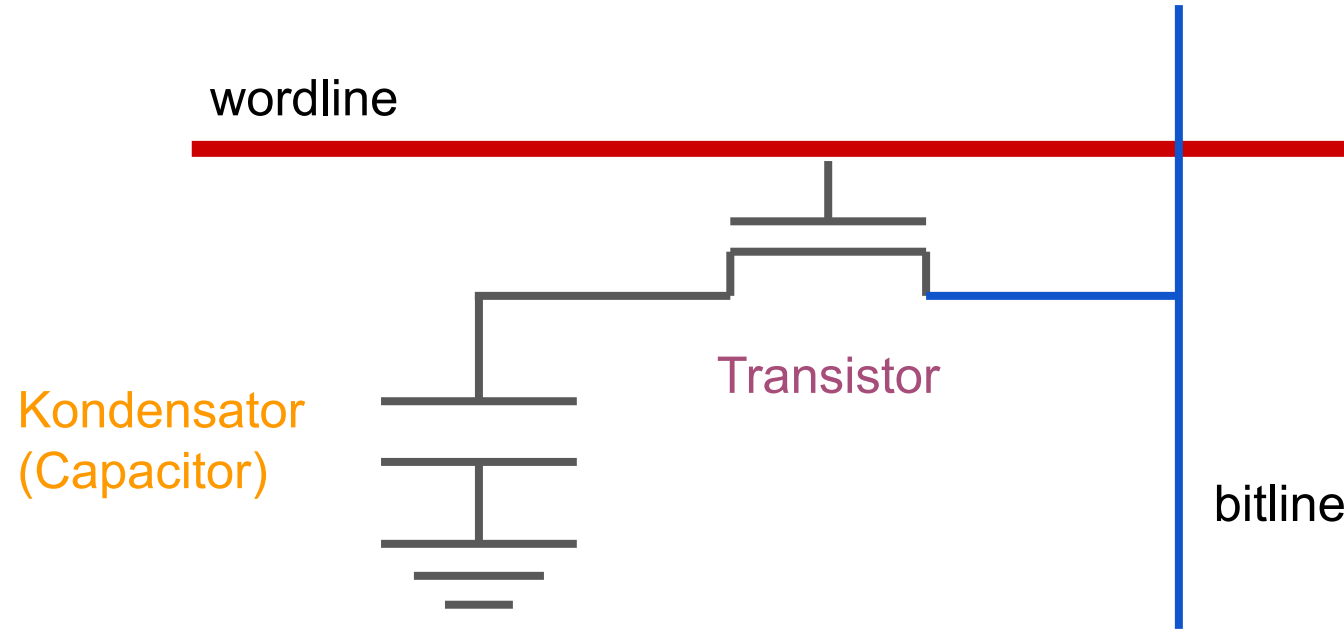 wordline
Transistor
Kondensator
(Capacitor)
bitline